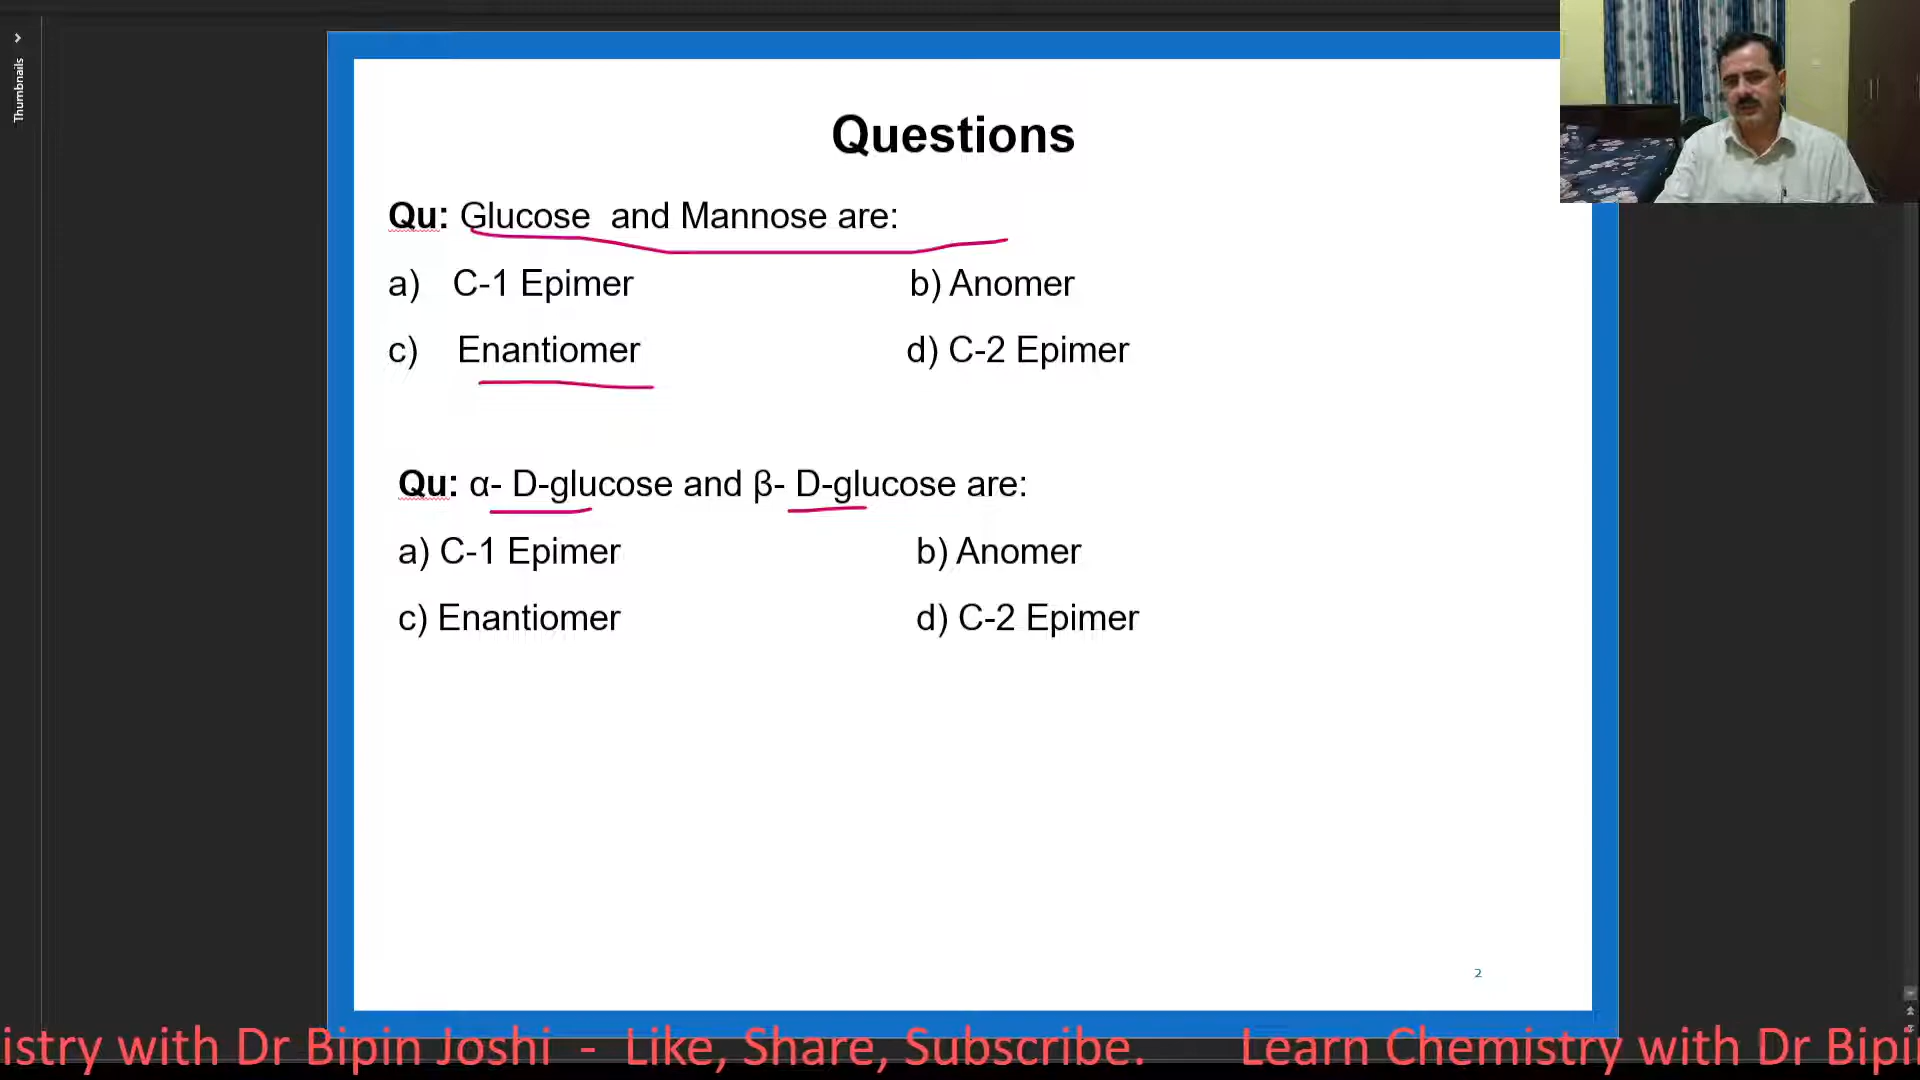 Thumbnails
Questions
Qu: Glucose and Mannose are:
a) C-1 Epimer b) Anomer
c) Enantiomer d) C-2 Epimer
Qu: α- D-glucose and β- D-glucose are:
a) C-1 Epimer b) Anomer
c) Enantiomer d) C-2 Epimer
2
istry with Dr Bipin Joshi - Like, Share, Subscribe. Learn Chemistry with Dr Bipi